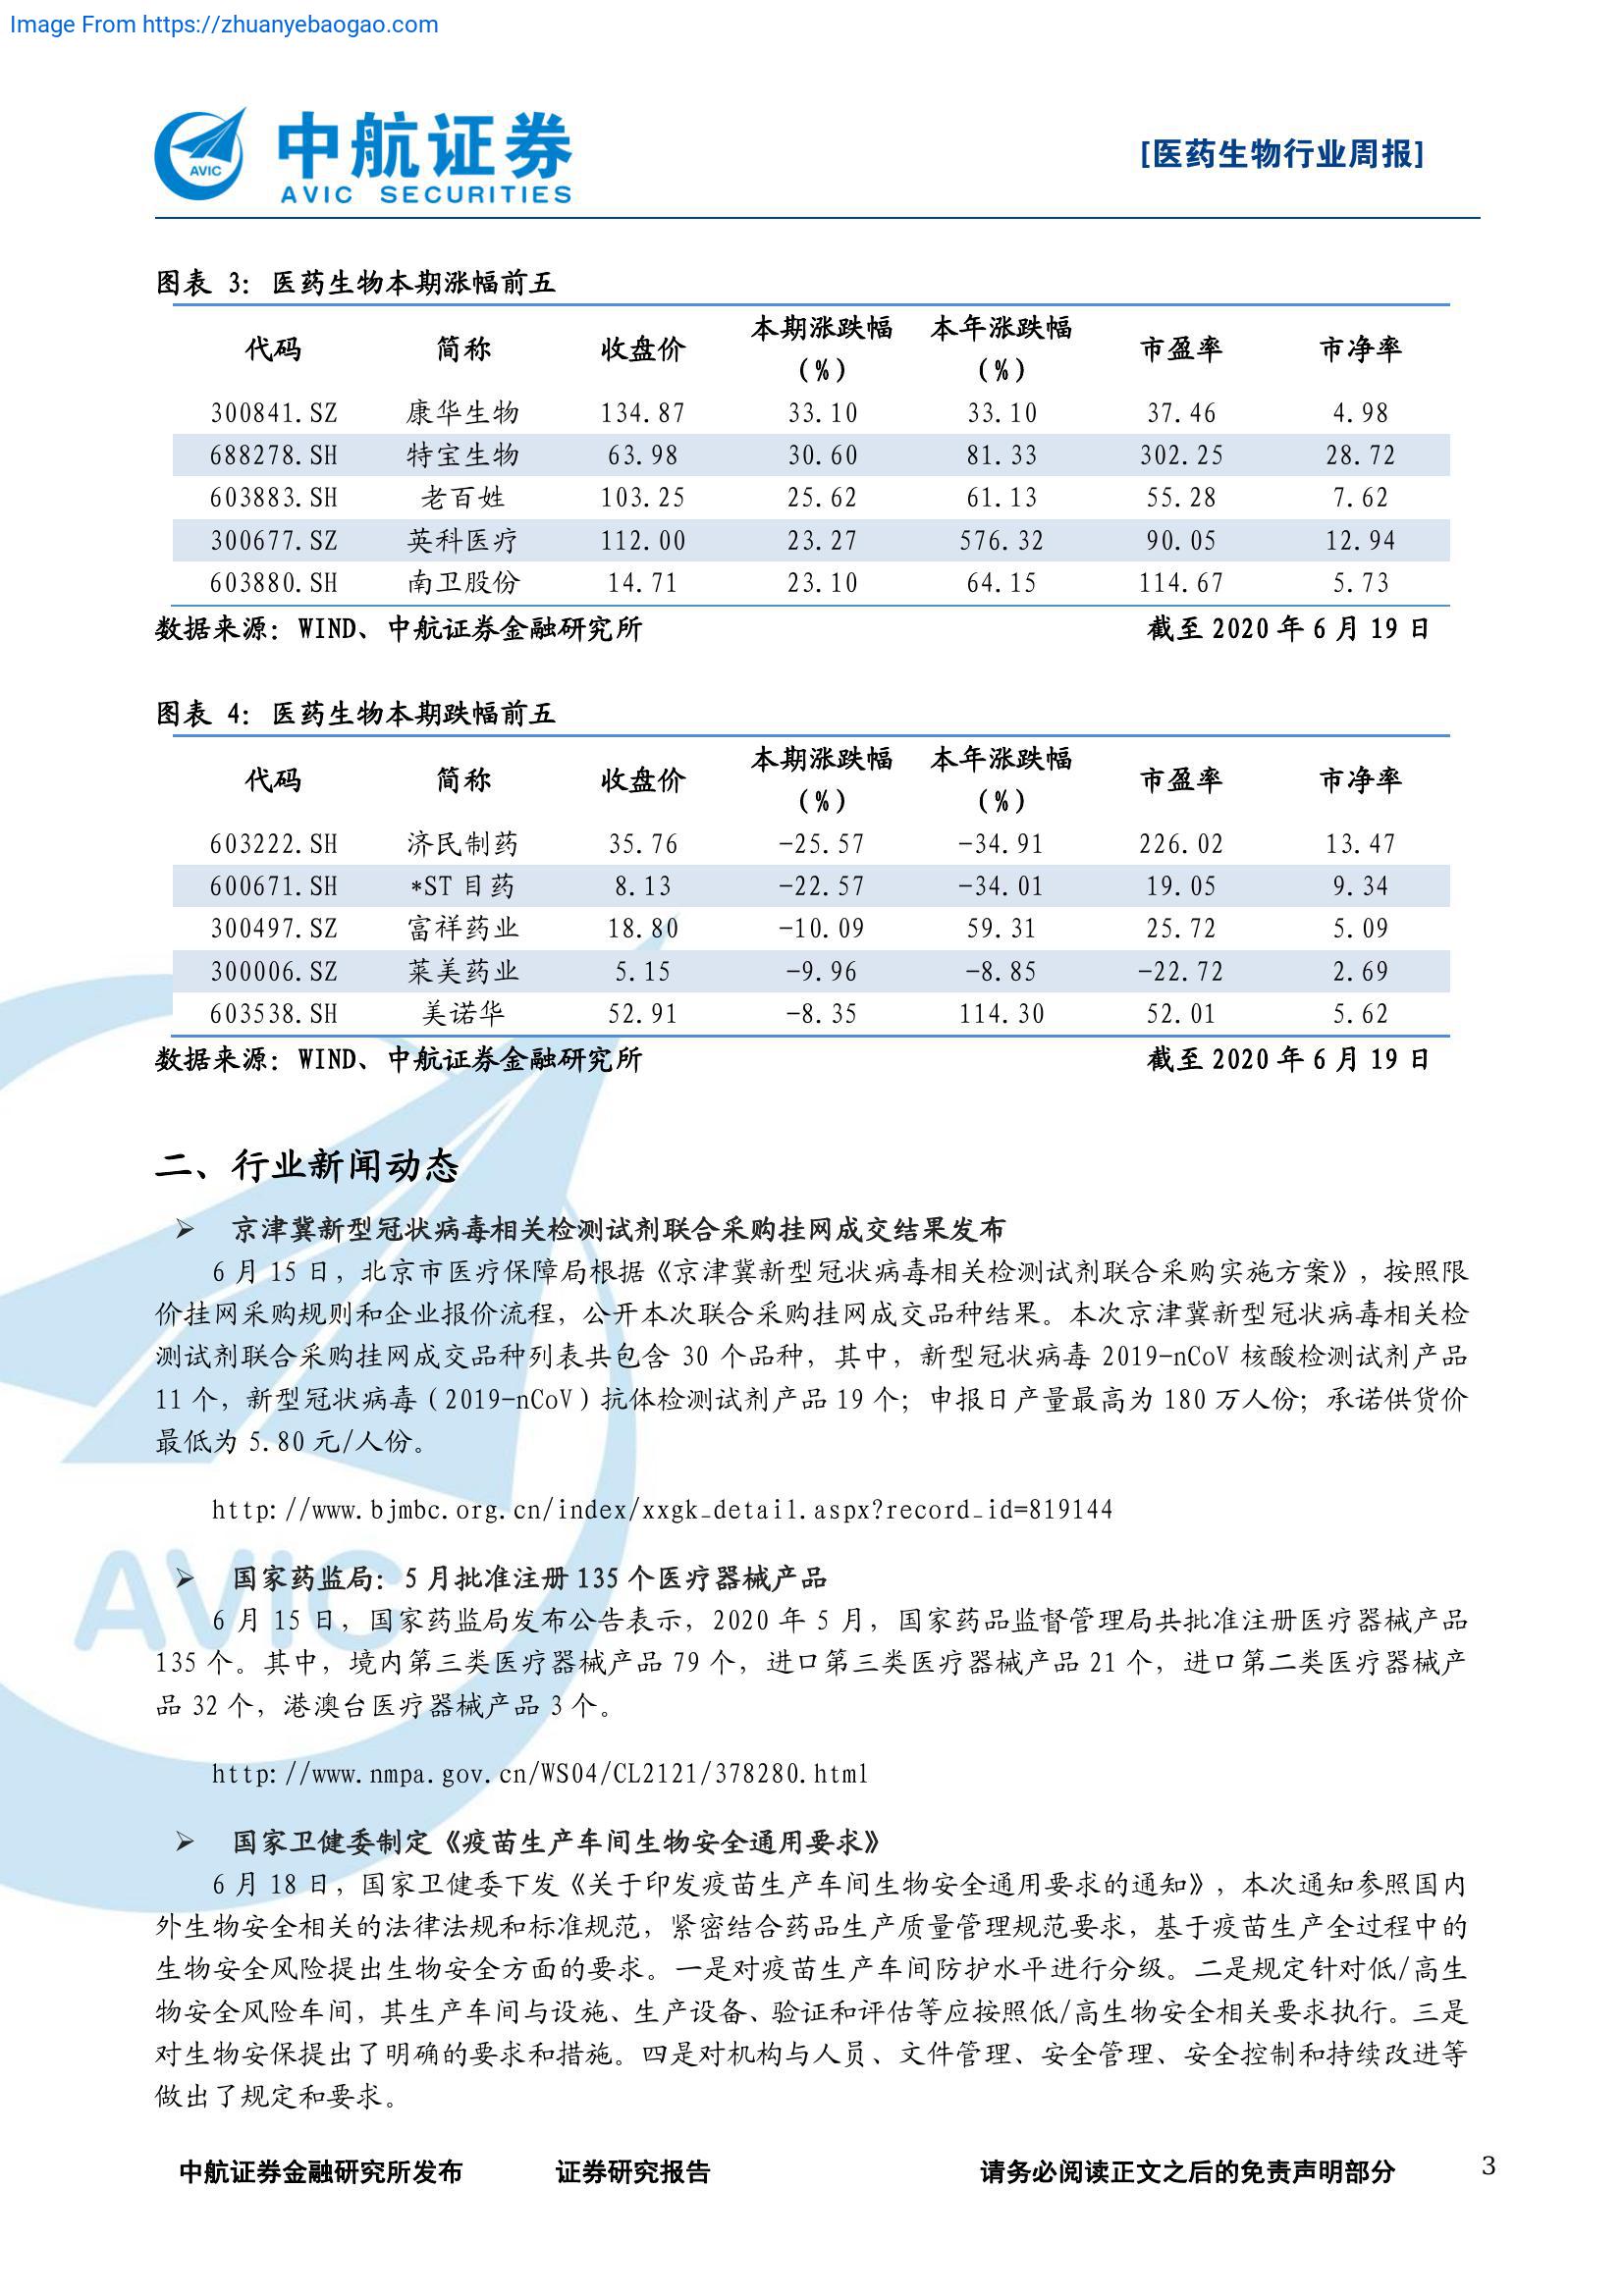 Image From https://zhuanyebaogao.com
AVIC
中航证券
AVIC SECURITIES
[医药生物行业周报]
图表 3: 医药生物本期涨幅前五
代码 简称 收盘价 本期涨跌幅(%) 本年涨跌幅(%) 市盈率 市净率
300841.SZ 康华生物 134.87 33.10 33.10 37.46 4.98
688278.SH 特宝生物 63.98 30.60 81.33 302.25 28.72
603883.SH 老百姓 103.25 25.62 61.13 55.28 7.62
300677.SZ 英科医疗 112.00 23.27 576.32 90.05 12.94
603880.SH 南卫股份 14.71 23.10 64.15 114.67 5.73
数据来源：WIND、中航证券金融研究所 截至 2020 年 6 月 19 日
图表 4: 医药生物本期跌幅前五
代码 简称 收盘价 本期涨跌幅(%) 本年涨跌幅(%) 市盈率 市净率
603222.SH 济民制药 35.76 -25.57 -34.91 226.02 13.47
600671.SH *ST 目药 8.13 -22.57 -34.01 19.05 9.34
300497.SZ 富祥药业 18.80 -10.09 59.31 25.72 5.09
300006.SZ 莱美药业 5.15 -9.96 -8.85 -22.72 2.69
603538.SH 美诺华 52.91 -8.35 114.30 52.01 5.62
数据来源：WIND、中航证券金融研究所 截至 2020 年 6 月 19 日
二、行业新闻动态
➢ 京津冀新型冠状病毒相关检测试剂联合采购挂网成交结果发布
6 月 15 日，北京市医疗保障局根据《京津冀新型冠状病毒相关检测试剂联合采购实施方案》，按照限
价挂网采购规则和企业报价流程，公开本次联合采购挂网成交品种结果。本次京津冀新型冠状病毒相关检
测试剂联合采购挂网成交品种列表共包含 30 个品种，其中，新型冠状病毒 2019-nCoV 核酸检测试剂产品
11 个，新型冠状病毒（2019-nCoV）抗体检测试剂产品 19 个；申报日产量最高为 180 万人份；承诺供货价
最低为 5.80 元/人份。
http://www.bjmbc.org.cn/index/xxgk_detail.aspx?record_id=819144
➢ 国家药监局：5 月批准注册 135 个医疗器械产品
6 月 15 日，国家药监局发布公告表示，2020 年 5 月，国家药品监督管理局共批准注册医疗器械产品
135 个。其中，境内第三类医疗器械产品 79 个，进口第三类医疗器械产品 21 个，进口第二类医疗器械产
品 32 个，港澳台医疗器械产品 3 个。
http://www.nmpa.gov.cn/WS04/CL2121/378280.html
➢ 国家卫健委制定《疫苗生产车间生物安全通用要求》
6 月 18 日，国家卫健委下发《关于印发疫苗生产车间生物安全通用要求的通知》，本次通知参照国内
外生物安全相关的法律法规和标准规范，紧密结合药品生产质量管理规范要求，基于疫苗生产全过程中的
生物安全风险提出生物安全方面的要求。一是对疫苗生产车间防护水平进行分级。二是规定针对低/高生
物安全风险车间，其生产车间与设施、生产设备、验证和评估等应按照低/高生物安全相关要求执行。三是
对生物安保提出了明确的要求和措施。四是对机构与人员、文件管理、安全管理、安全控制和持续改进等
做出了规定和要求。
AVIC
中航证券金融研究所发布 证券研究报告 请务必阅读正文之后的免责声明部分 3